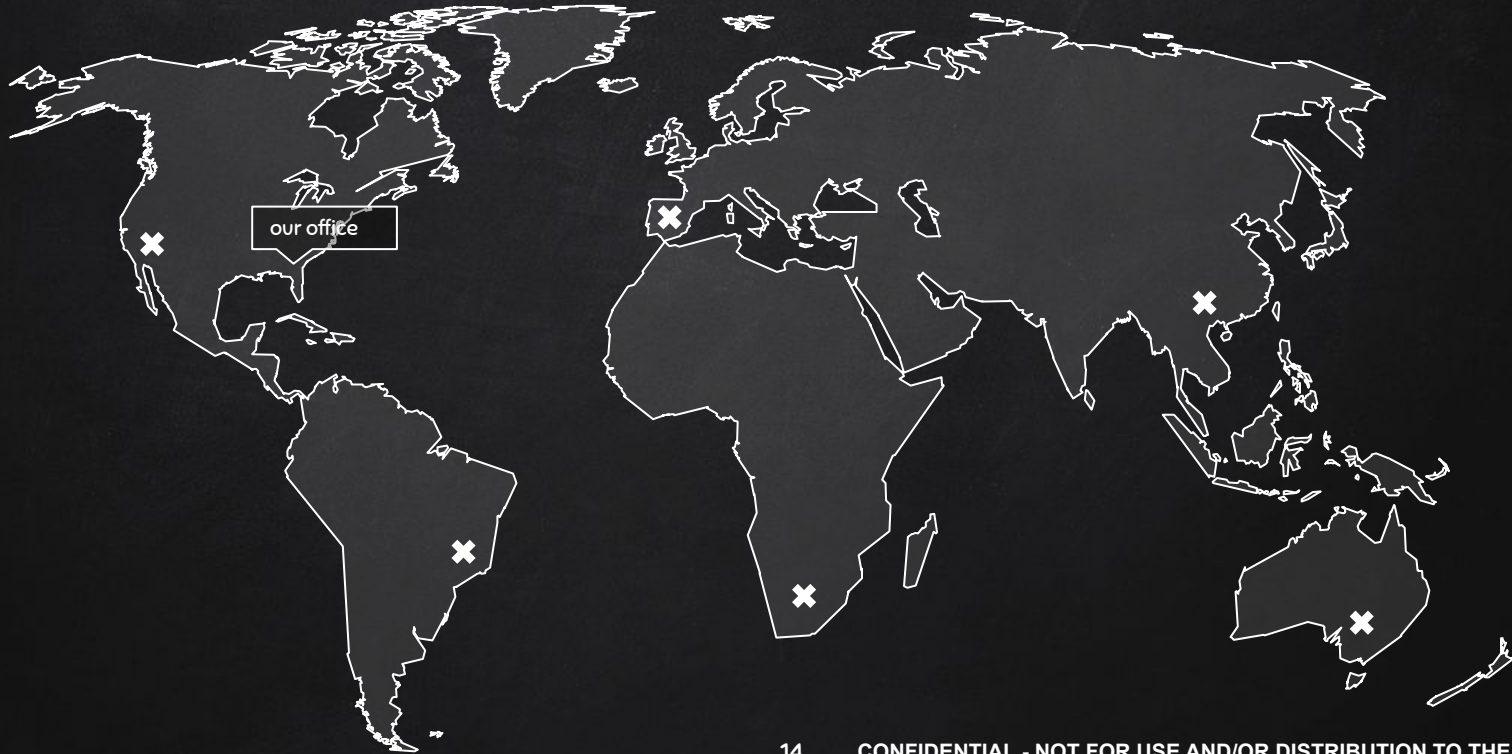 our office
14 CONFIDENTIAL - NOT FOR USE AND/OR DISTRIBUTION TO THE